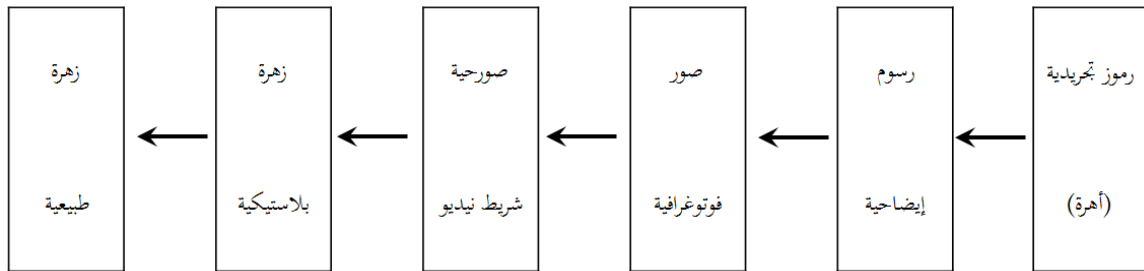 رموز تجريدية
(أهرة)
رسوم
إيضاحية
صور
فوتوغرافية
صورحية
شريط نيديو
زهرة
بلاستيكية
زهرة
طبيعية